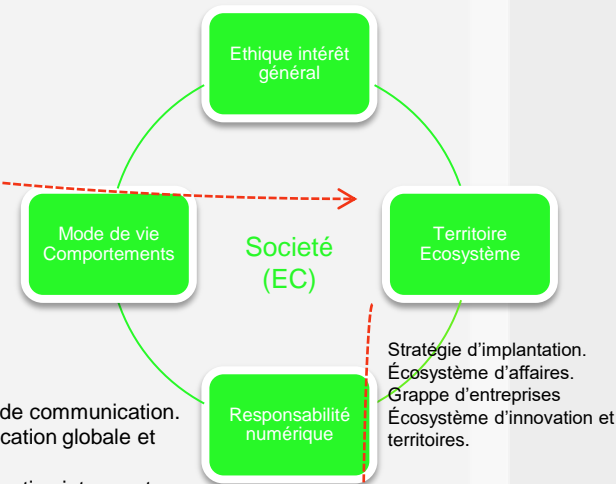 Ethique intérêt
général
Mode de vie
Comportements
Societé
(EC)
Territoire
Ecosystème
Responsabilité
numérique
Stratégie d’implantation.
Écosystème d’affaires.
Grappe d’entreprises
Écosystème d’innovation et
territoires.
de communication.
globale et